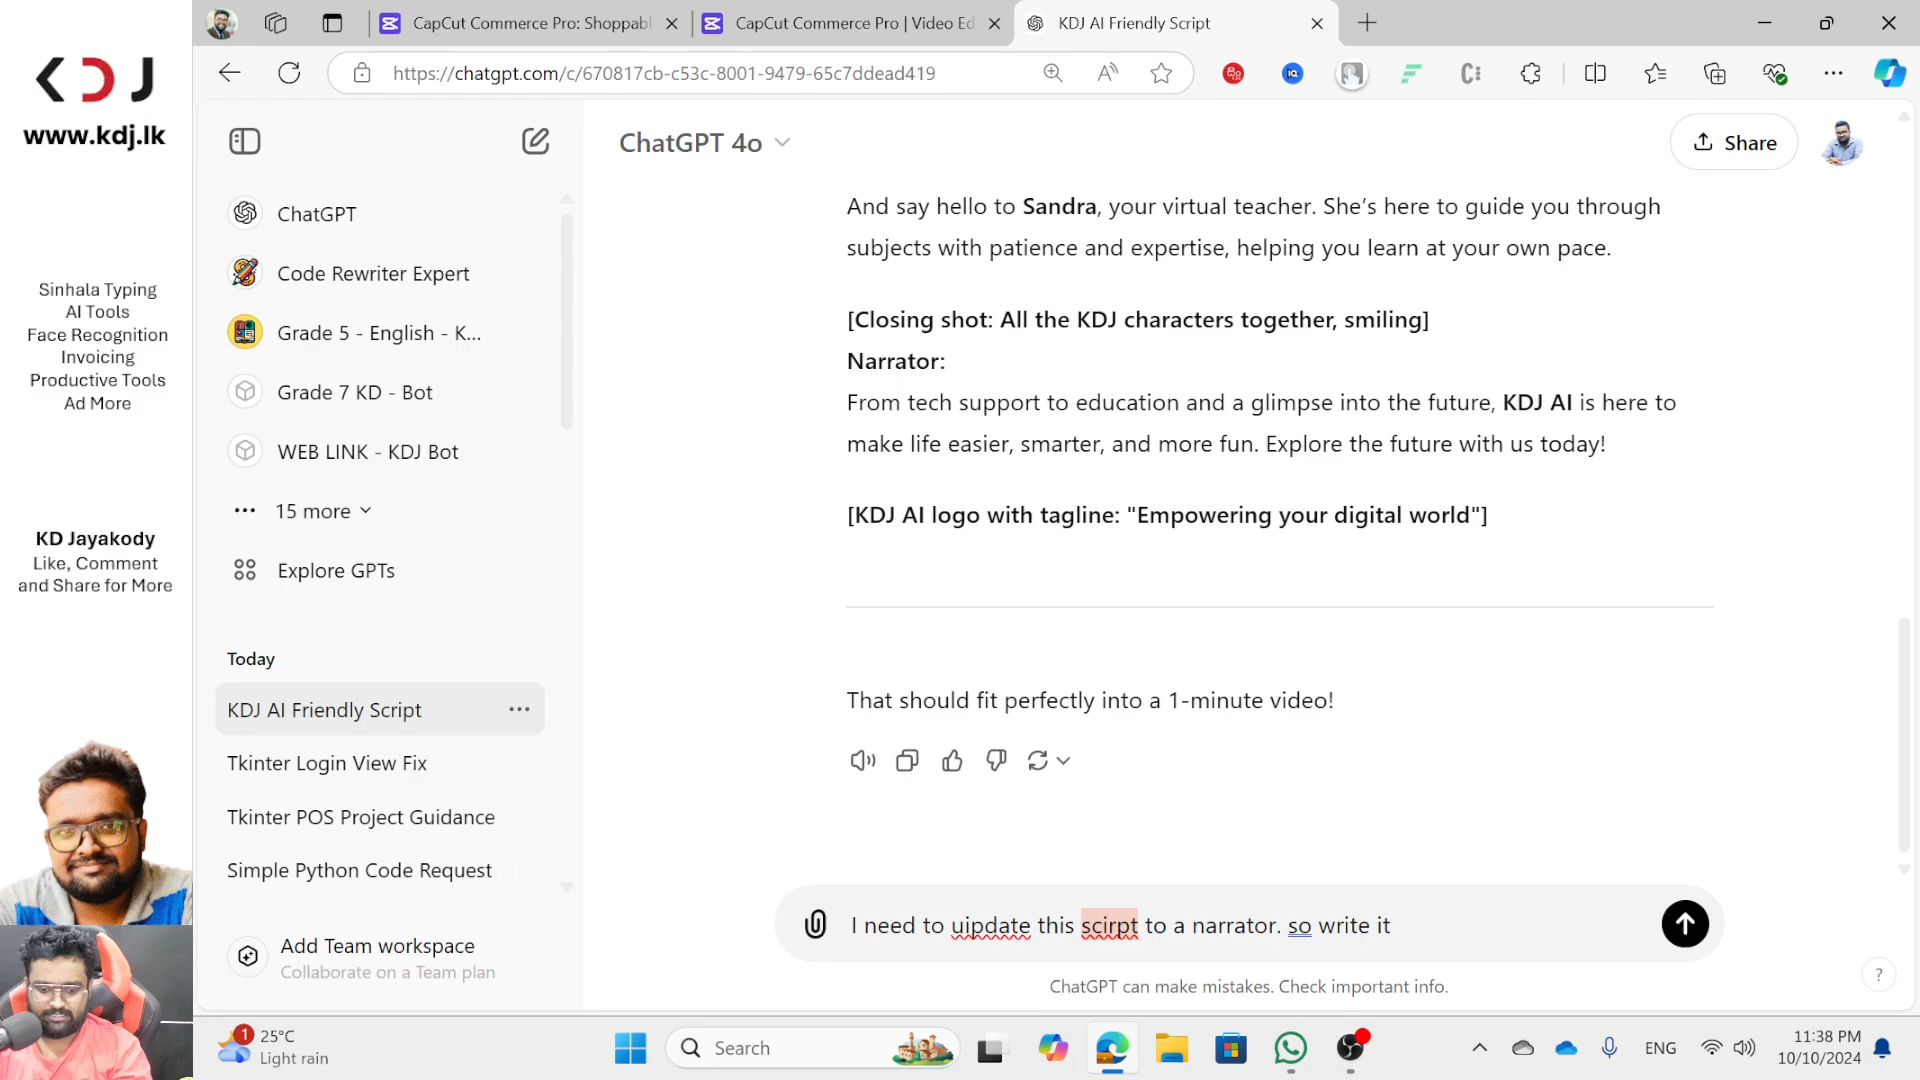 KDJ
www.kdj.lk
Sinhala Typing
AI Tools
Face Recognition
Invoicing
Productive Tools
Ad More
KD Jayakody
Like, Comment
and Share for More
CapCut Commerce Pro: Shoppabl
CapCut Commerce Pro | Video Ed
KDJ AI Friendly Script
https://chatgpt.com/c/670817cb-c53c-8001-9479-65c7ddead419
ChatGPT 4o
Share
ChatGPT
Code Rewriter Expert
Grade 5 - English - K...
Grade 7 KD - Bot
WEB LINK - KDJ Bot
15 more
Explore GPTs
Today
KDJ AI Friendly Script
Tkinter Login View Fix
Tkinter POS Project Guidance
Simple Python Code Request
Add Team workspace
Collaborate on a Team plan
And say hello to Sandra, your virtual teacher. She’s here to guide you through
subjects with patience and expertise, helping you learn at your own pace.
[Closing shot: All the KDJ characters together, smiling]
Narrator:
From tech support to education and a glimpse into the future, KDJ AI is here to
make life easier, smarter, and more fun. Explore the future with us today!
[KDJ AI logo with tagline: "Empowering your digital world"]
That should fit perfectly into a 1-minute video!
I need to uipdate this scirpt to a narrator. so write it
ChatGPT can make mistakes. Check important info.
?
1
25°C
Light rain
Search
ENG
11:38 PM
10/10/2024